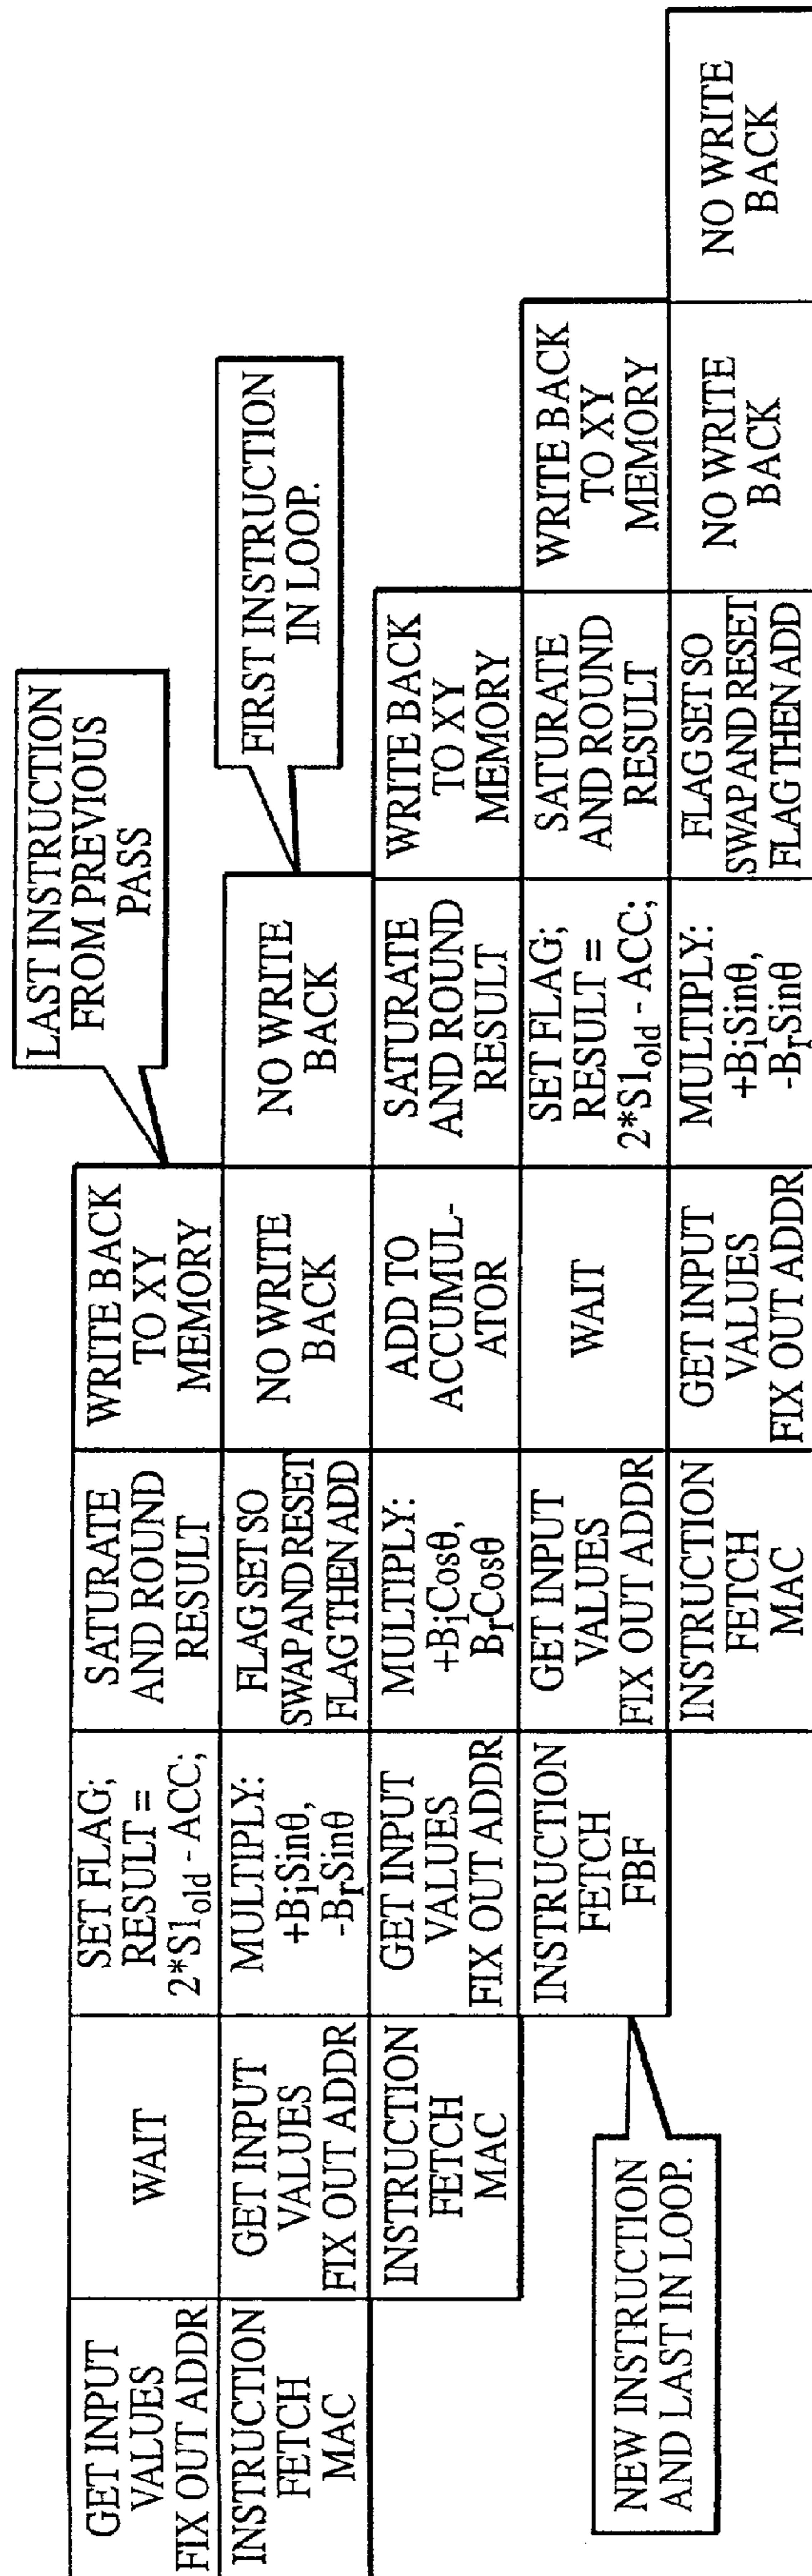 LAST INSTRUCTION
FROM PREVIOUS
PASS
FIRST INSTRUCTION
IN LOOP.
GET INPUT
VALUES
FIX OUT ADDR
WAIT
SET FLAG;
RESULT =
2*S1old - ACC;
SATURATE
AND ROUND
RESULT
WRITE BACK
TO XY
MEMORY
INSTRUCTION
FETCH
MAC
GET INPUT
VALUES
FIX OUT ADDR
MULTIPLY:
+BiSinθ,
-BrSinθ
FLAG SET SO
SWAP AND RESET
FLAG THEN ADD
NO WRITE
BACK
NO WRITE
BACK
INSTRUCTION
FETCH
MAC
GET INPUT
VALUES
FIX OUT ADDR
MULTIPLY:
+BiCosθ,
BrCosθ
ADD TO
ACCUMUL-
ATOR
SATURATE
AND ROUND
RESULT
WRITE BACK
TO XY
MEMORY
INSTRUCTION
FETCH
FBF
GET INPUT
VALUES
FIX OUT ADDR
WAIT
SET FLAG;
RESULT =
2*S1old - ACC;
SATURATE
AND ROUND
RESULT
WRITE BACK
TO XY
MEMORY
INSTRUCTION
FETCH
MAC
GET INPUT
VALUES
FIX OUT ADDR
MULTIPLY:
+BiSinθ,
-BrSinθ
FLAG SET SO
SWAP AND RESET
FLAG THEN ADD
NO WRITE
BACK
NO WRITE
BACK
NEW INSTRUCTION
AND LAST IN LOOP.